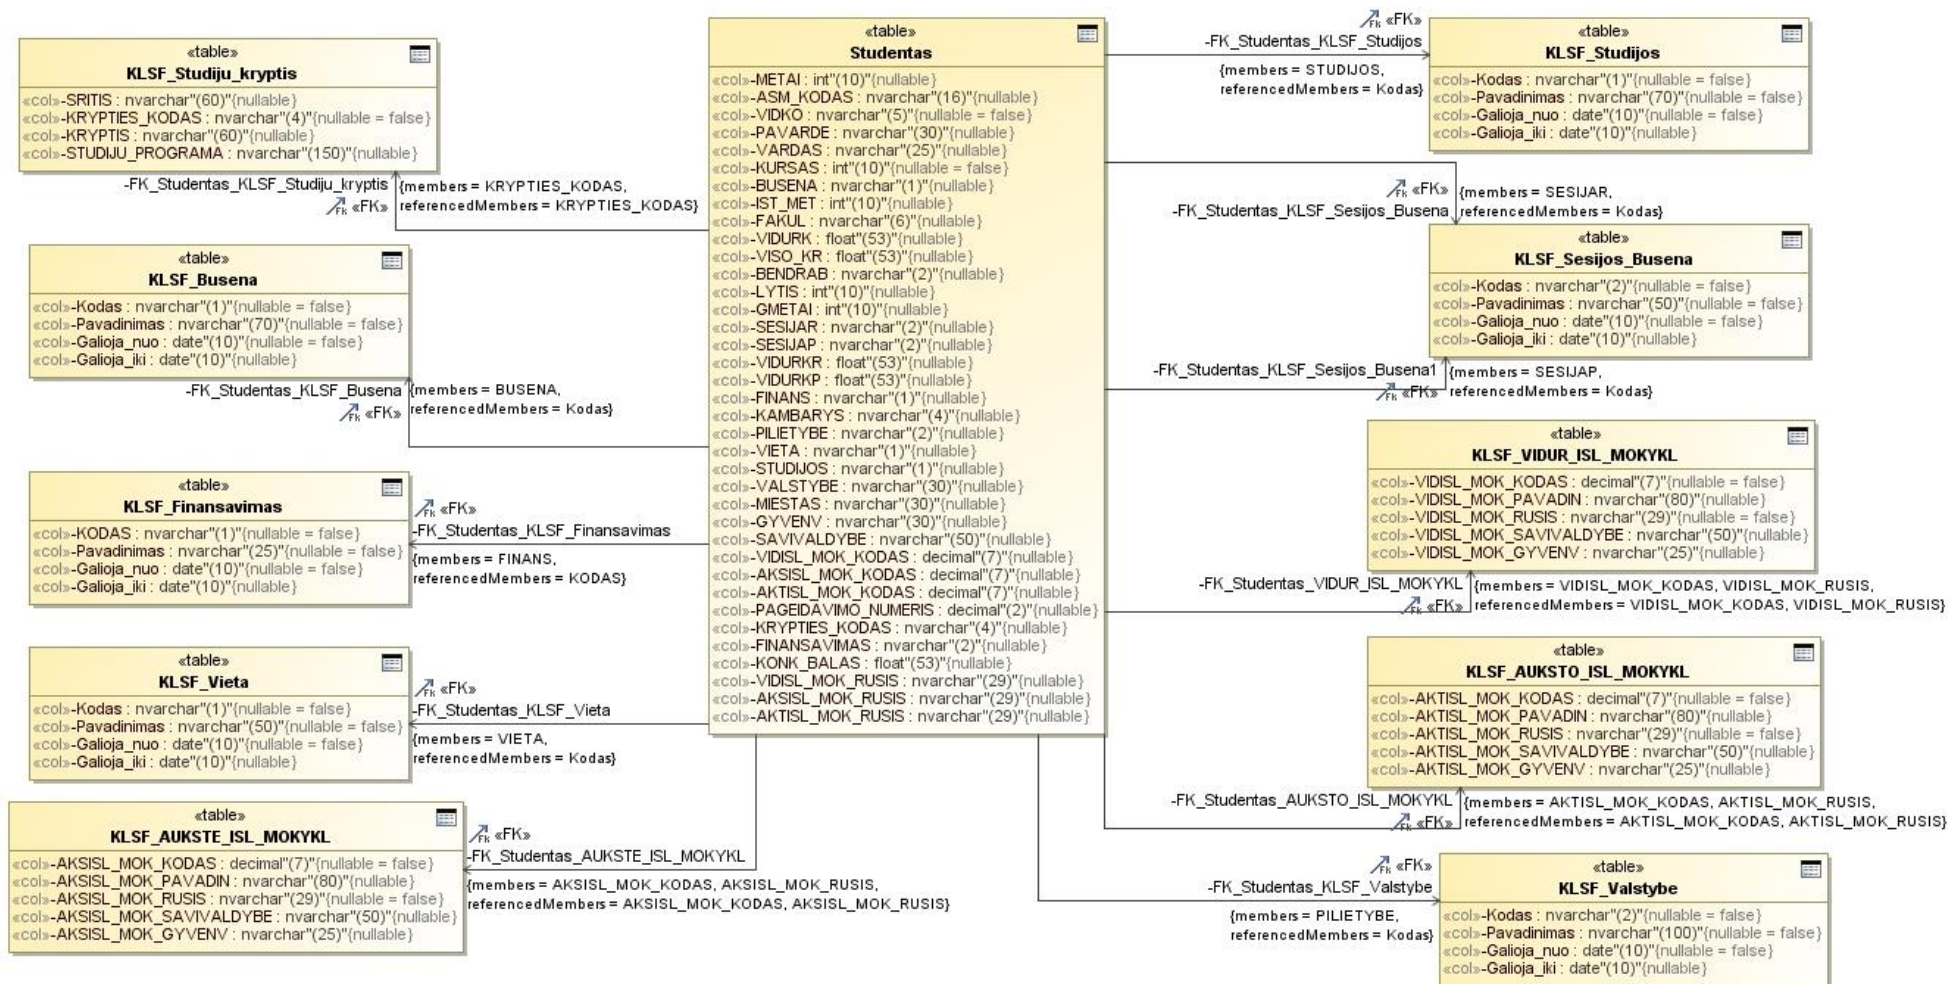 «table»
KLSF_Studiju_kryptis
«col»-SRITIS : nvarchar"(60)"{nullable}
«col»-KRYPTIES_KODAS : nvarchar"(4)"{nullable = false}
«col»-KRYPTIS : nvarchar"(60)"{nullable}
«col»-STUDIJU_PROGRAMA : nvarchar"(150)"{nullable}
-FK_Studentas_KLSF_Studiju_kryptis
Fk «FK»
{members = KRYPTIES_KODAS,
referencedMembers = KRYPTIES_KODAS}
«table»
KLSF_Busena
«col»-Kodas : nvarchar"(1)"{nullable = false}
«col»-Pavadinimas : nvarchar"(70)"{nullable = false}
«col»-Galioja_nuo : date"(10)"{nullable = false}
«col»-Galioja_iki : date"(10)"{nullable}
-FK_Studentas_KLSF_Busena
Fk «FK»
{members = BUSENA,
referencedMembers = Kodas}
«table»
KLSF_Finansavimas
«col»-KODAS : nvarchar"(1)"{nullable = false}
«col»-Pavadinimas : nvarchar"(25)"{nullable = false}
«col»-Galioja_nuo : date"(10)"{nullable = false}
«col»-Galioja_iki : date"(10)"{nullable}
Fk «FK»
-FK_Studentas_KLSF_Finansavimas
{members = FINANS,
referencedMembers = KODAS}
«table»
KLSF_Vieta
«col»-Kodas : nvarchar"(1)"{nullable = false}
«col»-Pavadinimas : nvarchar"(50)"{nullable = false}
«col»-Galioja_nuo : date"(10)"{nullable = false}
«col»-Galioja_iki : date"(10)"{nullable}
Fk «FK»
-FK_Studentas_KLSF_Vieta
{members = VIETA,
referencedMembers = Kodas}
«table»
KLSF_AUKSTE_ISL_MOKYKL
«col»-AKSISL_MOK_KODAS : decimal"(7)"{nullable = false}
«col»-AKSISL_MOK_PAVADIN : nvarchar"(80)"{nullable}
«col»-AKSISL_MOK_RUSIS : nvarchar"(29)"{nullable = false}
«col»-AKSISL_MOK_SAVIVALDYBE : nvarchar"(50)"{nullable}
«col»-AKSISL_MOK_GYVENV : nvarchar"(25)"{nullable}
Fk «FK»
-FK_Studentas_AUKSTE_ISL_MOKYKL
{members = AKSISL_MOK_KODAS, AKSISL_MOK_RUSIS,
referencedMembers = AKSISL_MOK_KODAS, AKSISL_MOK_RUSIS}
«table»
Studentas
«col»-METAI : int"(10)"{nullable}
«col»-ASM_KODAS : nvarchar"(16)"{nullable}
«col»-VIDKO : nvarchar"(5)"{nullable = false}
«col»-PAVARDE : nvarchar"(30)"{nullable}
«col»-VARDAS : nvarchar"(25)"{nullable}
«col»-KURSAS : int"(10)"{nullable = false}
«col»-BUSENA : nvarchar"(1)"{nullable}
«col»-IST_MET : int"(10)"{nullable}
«col»-FAKUL : nvarchar"(6)"{nullable}
«col»-VIDURK : float"(53)"{nullable}
«col»-VISO_KR : float"(53)"{nullable}
«col»-BENDRAB : nvarchar"(2)"{nullable}
«col»-LYTIS : int"(10)"{nullable}
«col»-GMETAI : int"(10)"{nullable}
«col»-SESIJAR : nvarchar"(2)"{nullable}
«col»-SESIJAP : nvarchar"(2)"{nullable}
«col»-VIDURKR : float"(53)"{nullable}
«col»-VIDURKP : float"(53)"{nullable}
«col»-FINANS : nvarchar"(1)"{nullable}
«col»-KAMBARYS : nvarchar"(4)"{nullable}
«col»-PILIETYBE : nvarchar"(2)"{nullable}
«col»-VIETA : nvarchar"(1)"{nullable}
«col»-STUDIJOS : nvarchar"(1)"{nullable}
«col»-VALSTYBE : nvarchar"(30)"{nullable}
«col»-MIESTAS : nvarchar"(30)"{nullable}
«col»-GYVENV : nvarchar"(30)"{nullable}
«col»-SAVIVALDYBE : nvarchar"(50)"{nullable}
«col»-VIDISL_MOK_KODAS : decimal"(7)"{nullable}
«col»-AKSISL_MOK_KODAS : decimal"(7)"{nullable}
«col»-AKTISL_MOK_KODAS : decimal"(7)"{nullable}
«col»-PAGEIDAVIMO_NUMERIS : decimal"(2)"{nullable}
«col»-KRYPTIES_KODAS : nvarchar"(4)"{nullable}
«col»-FINANSAVIMAS : nvarchar"(2)"{nullable}
«col»-KONK_BALAS : float"(53)"{nullable}
«col»-VIDISL_MOK_RUSIS : nvarchar"(29)"{nullable}
«col»-AKSISL_MOK_RUSIS : nvarchar"(29)"{nullable}
«col»-AKTISL_MOK_RUSIS : nvarchar"(29)"{nullable}
Fk «FK»
-FK_Studentas_KLSF_Studijos
{members = STUDIJOS,
referencedMembers = Kodas}
«table»
KLSF_Studijos
«col»-Kodas : nvarchar"(1)"{nullable = false}
«col»-Pavadinimas : nvarchar"(70)"{nullable = false}
«col»-Galioja_nuo : date"(10)"{nullable = false}
«col»-Galioja_iki : date"(10)"{nullable}
Fk «FK»
-FK_Studentas_KLSF_Sesijos_Busena
{members = SESIJAR,
referencedMembers = Kodas}
«table»
KLSF_Sesijos_Busena
«col»-Kodas : nvarchar"(2)"{nullable = false}
«col»-Pavadinimas : nvarchar"(50)"{nullable = false}
«col»-Galioja_nuo : date"(10)"{nullable = false}
«col»-Galioja_iki : date"(10)"{nullable}
-FK_Studentas_KLSF_Sesijos_Busena1
Fk «FK»
{members = SESIJAP,
referencedMembers = Kodas}
«table»
KLSF_VIDUR_ISL_MOKYKL
«col»-VIDISL_MOK_KODAS : decimal"(7)"{nullable = false}
«col»-VIDISL_MOK_PAVADIN : nvarchar"(80)"{nullable}
«col»-VIDISL_MOK_RUSIS : nvarchar"(29)"{nullable = false}
«col»-VIDISL_MOK_SAVIVALDYBE : nvarchar"(50)"{nullable}
«col»-VIDISL_MOK_GYVENV : nvarchar"(25)"{nullable}
-FK_Studentas_VIDUR_ISL_MOKYKL
Fk «FK»
{members = VIDISL_MOK_KODAS, VIDISL_MOK_RUSIS,
referencedMembers = VIDISL_MOK_KODAS, VIDISL_MOK_RUSIS}
«table»
KLSF_AUKSTO_ISL_MOKYKL
«col»-AKTISL_MOK_KODAS : decimal"(7)"{nullable = false}
«col»-AKTISL_MOK_PAVADIN : nvarchar"(80)"{nullable}
«col»-AKTISL_MOK_RUSIS : nvarchar"(29)"{nullable = false}
«col»-AKTISL_MOK_SAVIVALDYBE : nvarchar"(50)"{nullable}
«col»-AKTISL_MOK_GYVENV : nvarchar"(25)"{nullable}
-FK_Studentas_AUKSTO_ISL_MOKYKL
Fk «FK»
{members = AKTISL_MOK_KODAS, AKTISL_MOK_RUSIS,
referencedMembers = AKTISL_MOK_KODAS, AKTISL_MOK_RUSIS}
Fk «FK»
-FK_Studentas_KLSF_Valstybe
{members = PILIETYBE,
referencedMembers = Kodas}
«table»
KLSF_Valstybe
«col»-Kodas : nvarchar"(2)"{nullable = false}
«col»-Pavadinimas : nvarchar"(100)"{nullable = false}
«col»-Galioja_nuo : date"(10)"{nullable = false}
«col»-Galioja_iki : date"(10)"{nullable}